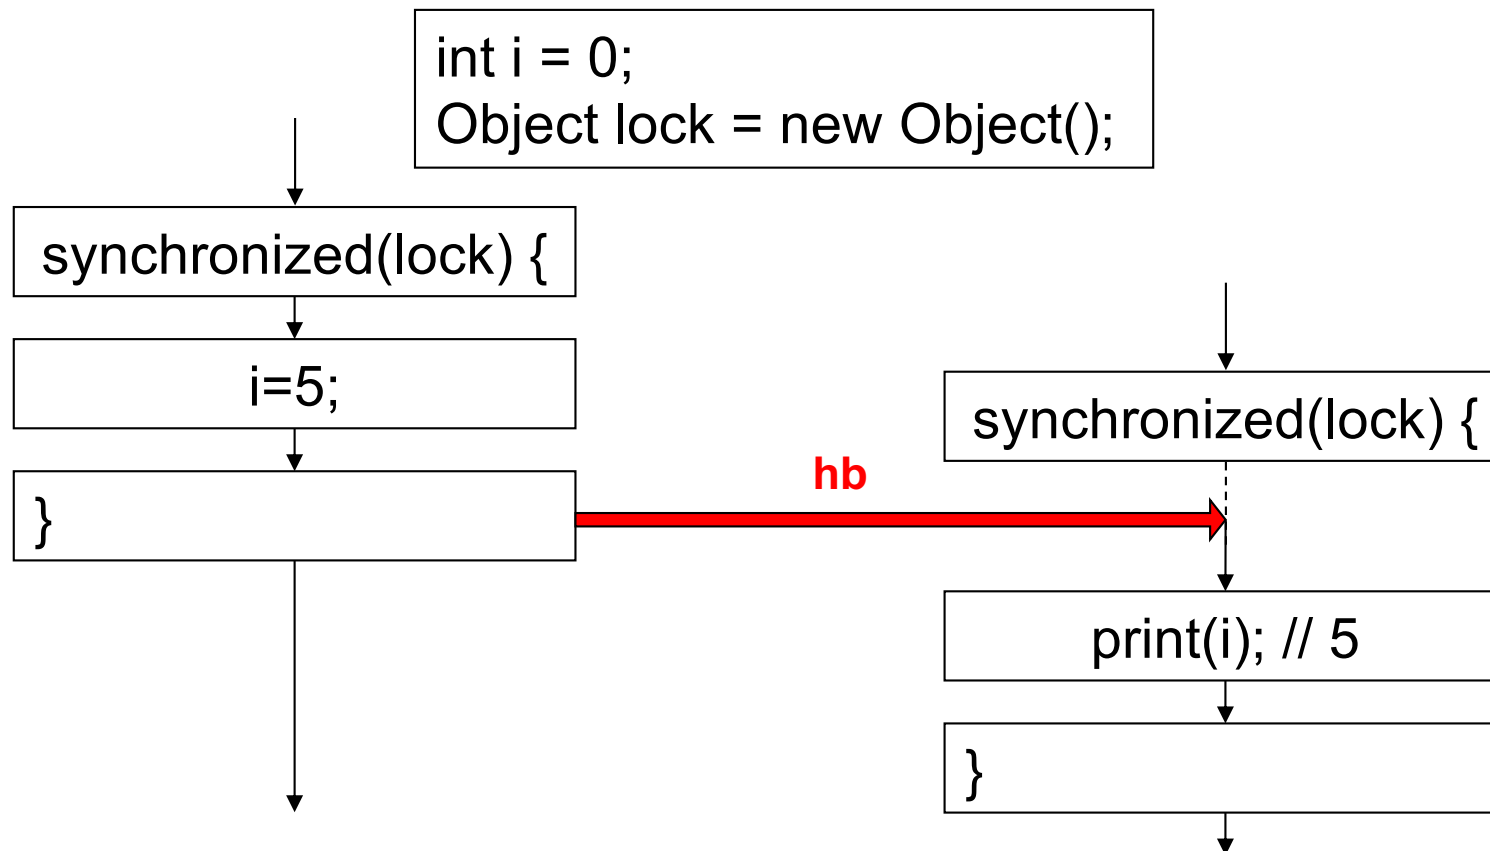 int i = 0;
Object lock = new Object();
synchronized(lock) {
i=5;
}
hb
synchronized(lock) {
print(i); // 5
}